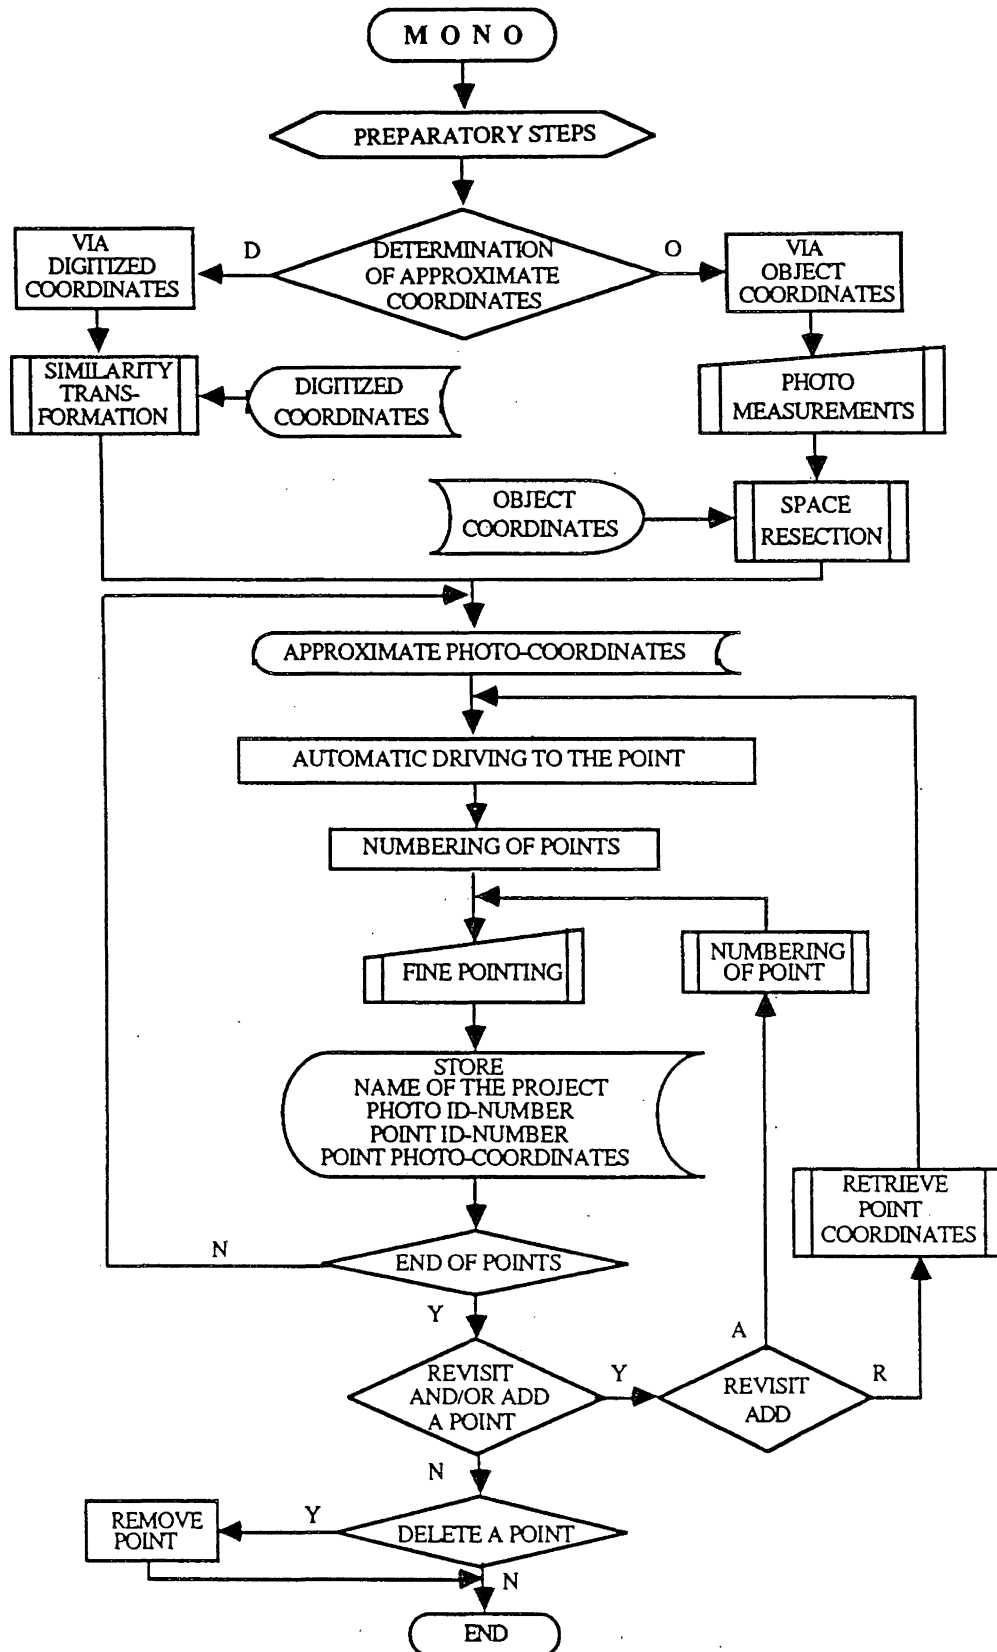 M O N O
PREPARATORY STEPS
DETERMINATION
OF APPROXIMATE
COORDINATES
D
O
VIA
DIGITIZED
COORDINATES
VIA
OBJECT
COORDINATES
SIMILARITY
TRANS-
FORMATION
DIGITIZED
COORDINATES
PHOTO
MEASUREMENTS
OBJECT
COORDINATES
SPACE
RESECTION
APPROXIMATE PHOTO-COORDINATES
AUTOMATIC DRIVING TO THE POINT
NUMBERING OF POINTS
FINE POINTING
NUMBERING
OF POINT
STORE
NAME OF THE PROJECT
PHOTO ID-NUMBER
POINT ID-NUMBER
POINT PHOTO-COORDINATES
RETRIEVE
POINT
COORDINATES
N
END OF POINTS
Y
A
REVISIT
AND/OR ADD
A POINT
Y
REVISIT
ADD
R
N
REMOVE
POINT
Y
DELETE A POINT
N
END